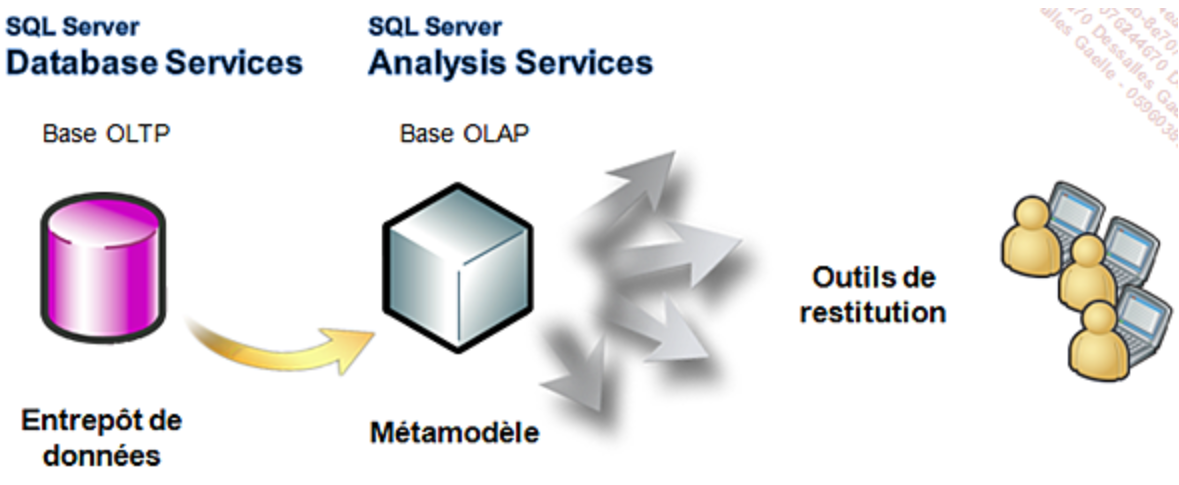 SQL Server
Database Services
SQL Server
Analysis Services
Base OLTP
Base OLAP
Outils de
restitution
Entrepôt de
données
Métamodèle